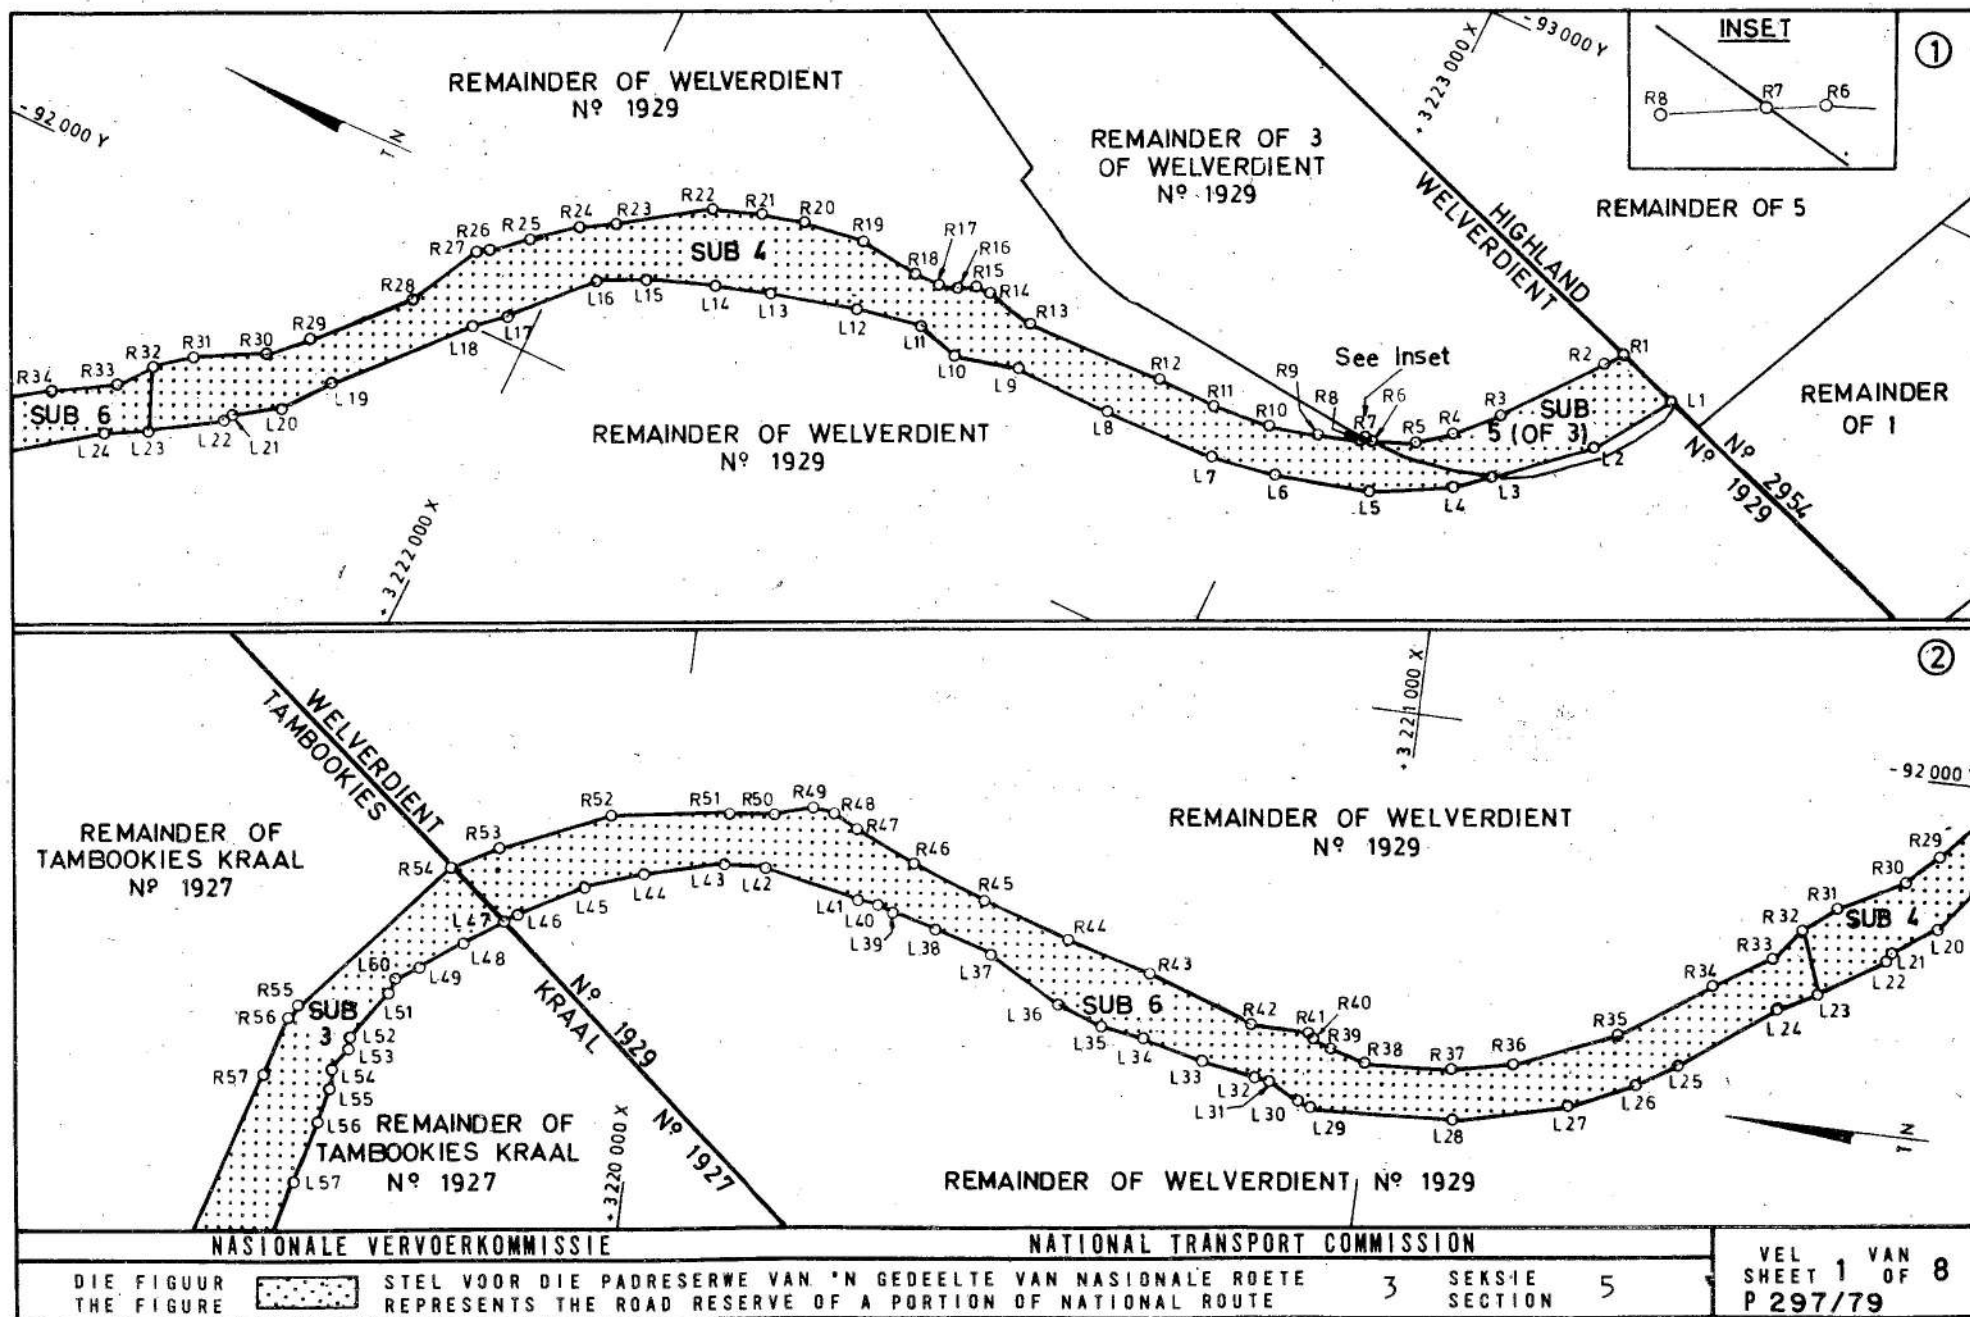 INSET
①
R8
R7
R6
- 93 000 Y
+ 3 223 000 X
- 92 000 Y
T N
REMAINDER OF WELVERDIENT
Nº 1929
REMAINDER OF 3
OF WELVERDIENT
Nº 1929
HIGHLAND
WELVERDIENT
REMAINDER OF 5
R34
R33
R32
R31
R30
R29
R28
R27
R26
R25
R24
R23
R22
R21
R20
R19
R18
R17
R16
R15
R14
R13
R12
R11
R10
R9
R8
R7
R6
R5
R4
R3
R2
R1
See Inset
SUB 4
SUB 6
SUB
5 (OF 3)
L24
L23
L22
L21
L20
L19
L18
L17
L16
L15
L14
L13
L12
L11
L10
L9
L8
L7
L6
L5
L4
L3
L2
L1
REMAINDER
OF 1
Nº 2954
Nº 1929
REMAINDER OF WELVERDIENT
Nº 1929
+ 3 222 000 X
②
WELVERDIENT
TAMBOOKIES
+ 3 221 000 X
- 92 000 Y
REMAINDER OF
TAMBOOKIES KRAAL
Nº 1927
REMAINDER OF WELVERDIENT
Nº 1929
R57
R56
R55
R54
R53
R52
R51
R50
R49
R48
R47
R46
R45
R44
R43
R42
R41
R40
R39
R38
R37
R36
R35
R34
R33
R32
R31
R30
R29
SUB 4
SUB 6
SUB
3
L57
L56
L55
L54
L53
L52
L51
L60
L49
L48
L47
L46
L45
L44
L43
L42
L41
L40
L39
L38
L37
L36
L35
L34
L33
L32
L31
L30
L29
L28
L27
L26
L25
L24
L23
L22
L21
L20
Nº 1929
KRAAL Nº 1927
REMAINDER OF
TAMBOOKIES KRAAL
Nº 1927
+ 3 220 000 X
T N
REMAINDER OF WELVERDIENT Nº 1929
NASIONALE VERVOERKOMMISSIE
NATIONAL TRANSPORT COMMISSION
DIE FIGUUR STEL VOOR DIE PADRESERWE VAN 'N GEDEELTE VAN NASIONALE ROETE 3 SEKSIE 5
THE FIGURE REPRESENTS THE ROAD RESERVE OF A PORTION OF NATIONAL ROUTE SECTION
VEL 1 VAN 8
SHEET OF
P 297/79